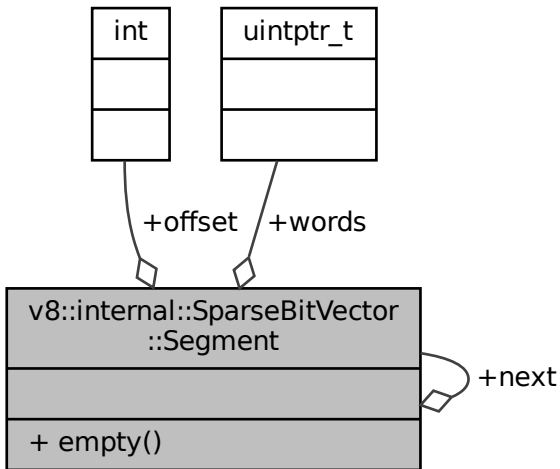 int
uintptr_t
+offset
+words
v8::internal::SparseBitVector
::Segment
+next
+ empty()